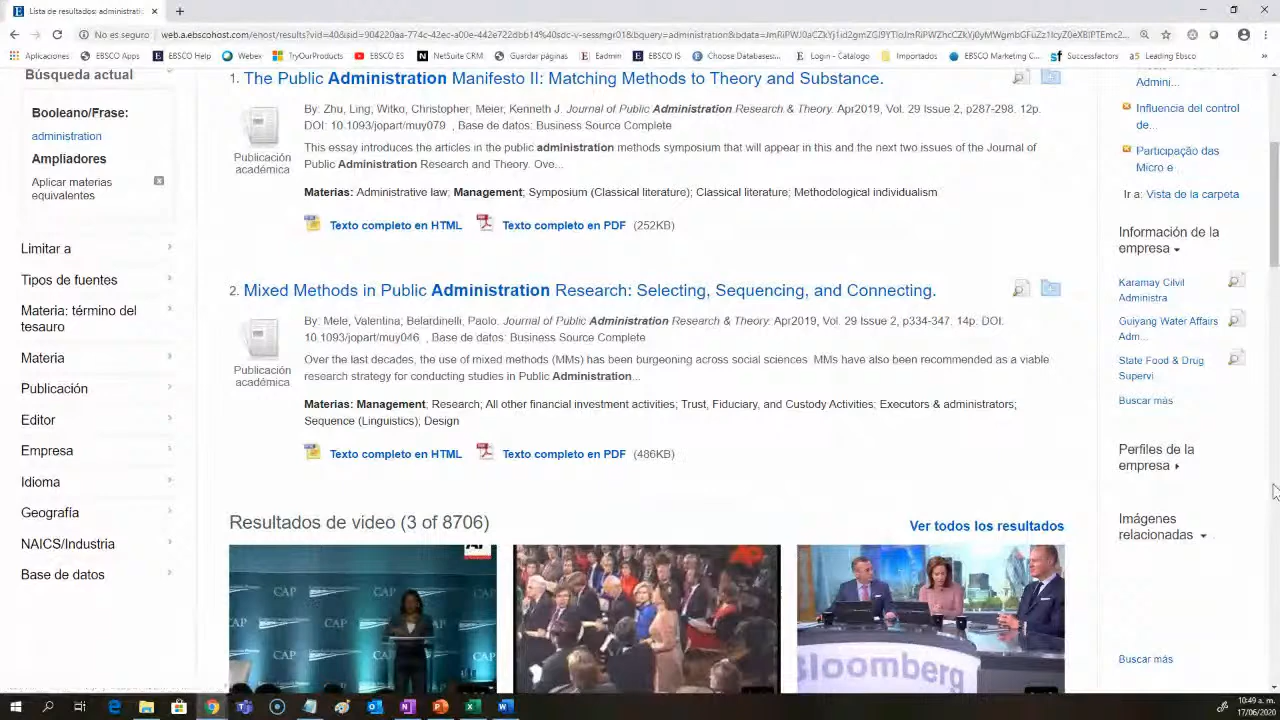 Lista de resultados: administrati
No es seguro
web.a.ebscohost.com/ehost/results?vid=40&sid=904220aa-774c-42ec-a00e-442e722dbb14%40sdc-v-sessmgr01&bquery=administration&bdata=
Aplicaciones
EBSCO Apps
EBSCO Help
Webex
TryOurProducts
EBSCO ES
NetSuite CRM
Guardar páginas
Eadmin
EBSCO IS
Choose Databases...
Login - Catálogo
Importados
EBSCO Marketing C...
Successfactors
Leading Ebsco
Búsqueda actual
Booleano/Frase:
administration
Ampliadores
Aplicar materias
equivalentes
Limitar a
Tipos de fuentes
Materia: término del
tesauro
Materia
Publicación
Editor
Empresa
Idioma
Geografía
NAICS/Industria
Base de datos
1. The Public Administration Manifesto II: Matching Methods to Theory and Substance.
Publicación
académica
By: Zhu, Ling; Witko, Christopher; Meier, Kenneth J. Journal of Public Administration Research & Theory. Apr2019, Vol. 29 Issue 2, p287-298. 12p.
DOI: 10.1093/jopart/muy079 , Base de datos: Business Source Complete
This essay introduces the articles in the public administration methods symposium that will appear in this and the next two issues of the Journal of
Public Administration Research and Theory. Ove...
Materias: Administrative law; Management; Symposium (Classical literature); Classical literature; Methodological individualism
Texto completo en HTML
Texto completo en PDF (252KB)
2. Mixed Methods in Public Administration Research: Selecting, Sequencing, and Connecting.
Publicación
académica
By: Mele, Valentina; Belardinelli, Paolo. Journal of Public Administration Research & Theory. Apr2019, Vol. 29 Issue 2, p334-347. 14p. DOI:
10.1093/jopart/muy046 , Base de datos: Business Source Complete
Over the last decades, the use of mixed methods (MMs) has been burgeoning across social sciences. MMs have also been recommended as a viable
research strategy for conducting studies in Public Administration...
Materias: Management; Research; All other financial investment activities; Trust, Fiduciary, and Custody Activities; Executors & administrators;
Sequence (Linguistics); Design
Texto completo en HTML
Texto completo en PDF (486KB)
Resultados de video (3 of 8706)
Ver todos los resultados
CAP
CAP
CAP
CAP
AP
Bloomberg
Admini...
Influencia del control
de...
Participação das
Micro e
Ir a: Vista de la carpeta
Información de la
empresa
Karamay Cilvil
Administra
Guiyang Water Affairs
Adm...
State Food & Drug
Supervi
Buscar más
Perfiles de la
empresa
Imágenes
relacionadas
Buscar más
10:49 a. m.
17/06/2020